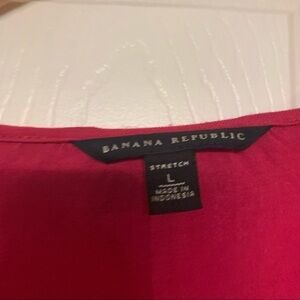 BANANA REPUBLIC
STRETCH
L
MADE IN
INDONESIA